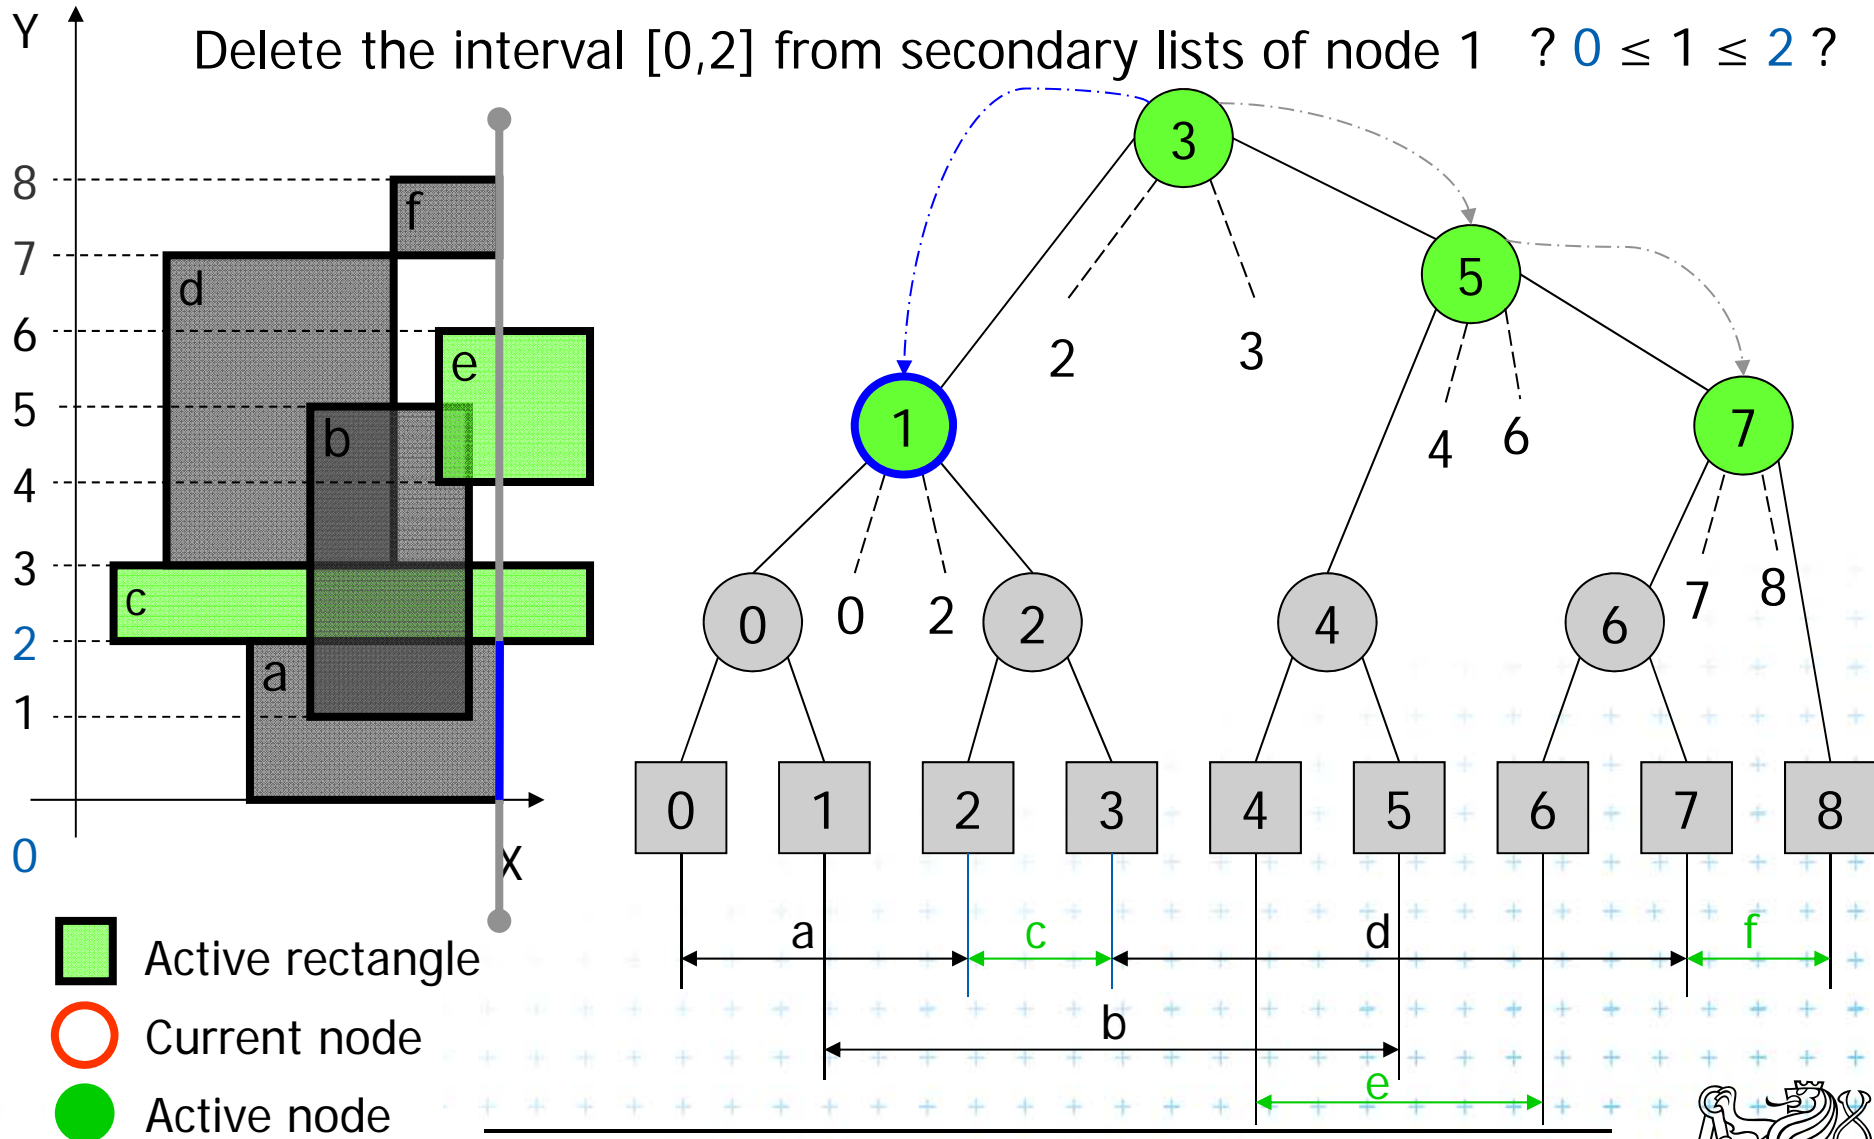 Y
Delete the interval [0,2] from secondary lists of node 1 ? 0 ≤ 1 ≤ 2 ?
8
7
6
5
4
3
2
1
0
X
f
d
e
b
c
a
3
5
2
3
1
4
6
7
0
0
2
2
4
6
7
8
0
1
2
3
4
5
6
7
8
a
c
d
f
b
e
Active rectangle
Current node
Active node